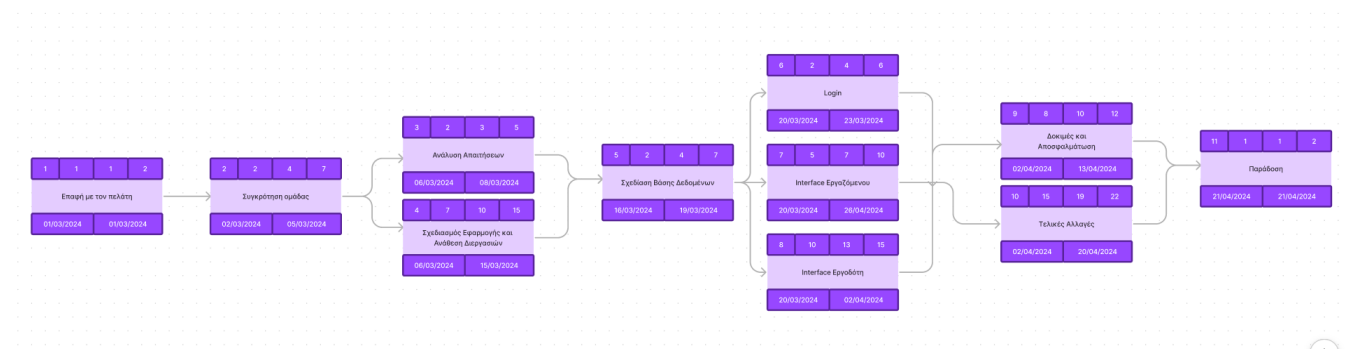 1 1 1 2
Επαφή με τον πελάτη
01/03/2024 01/03/2024
2 2 4 7
Συγκρότηση ομάδας
02/03/2024 05/03/2024
3 2 3 5
Ανάλυση Απαιτήσεων
06/03/2024 08/03/2024
4 7 10 15
Σχεδιασμός Εφαρμογής και
Ανάθεση Διεργασιών
06/03/2024 15/03/2024
5 2 4 7
Σχεδίαση Βάσης Δεδομένων
16/03/2024 19/03/2024
6 2 4 6
Login
20/03/2024 23/03/2024
7 5 7 10
Interface Εργαζόμενου
20/03/2024 26/04/2024
8 10 13 15
Interface Εργοδότη
20/03/2024 02/04/2024
9 8 10 12
Δοκιμές και
Αποσφαλμάτωση
02/04/2024 13/04/2024
10 15 19 22
Τελικές Αλλαγές
02/04/2024 20/04/2024
11 1 1 2
Παράδοση
21/04/2024 21/04/2024